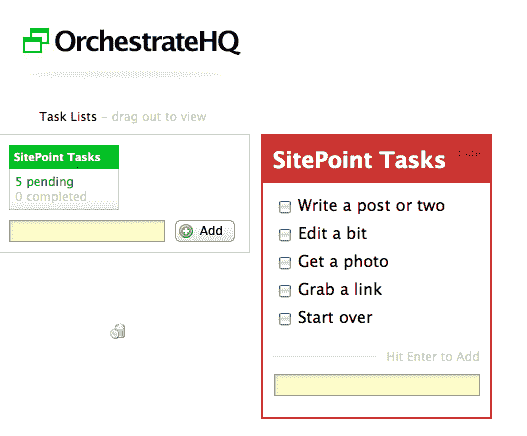 OrchestrateHQ
Task Lists – drag out to view
SitePoint Tasks
5 pending
0 completed
Add
SitePoint Tasks
Write a post or two
Edit a bit
Get a photo
Grab a link
Start over
Hit Enter to Add